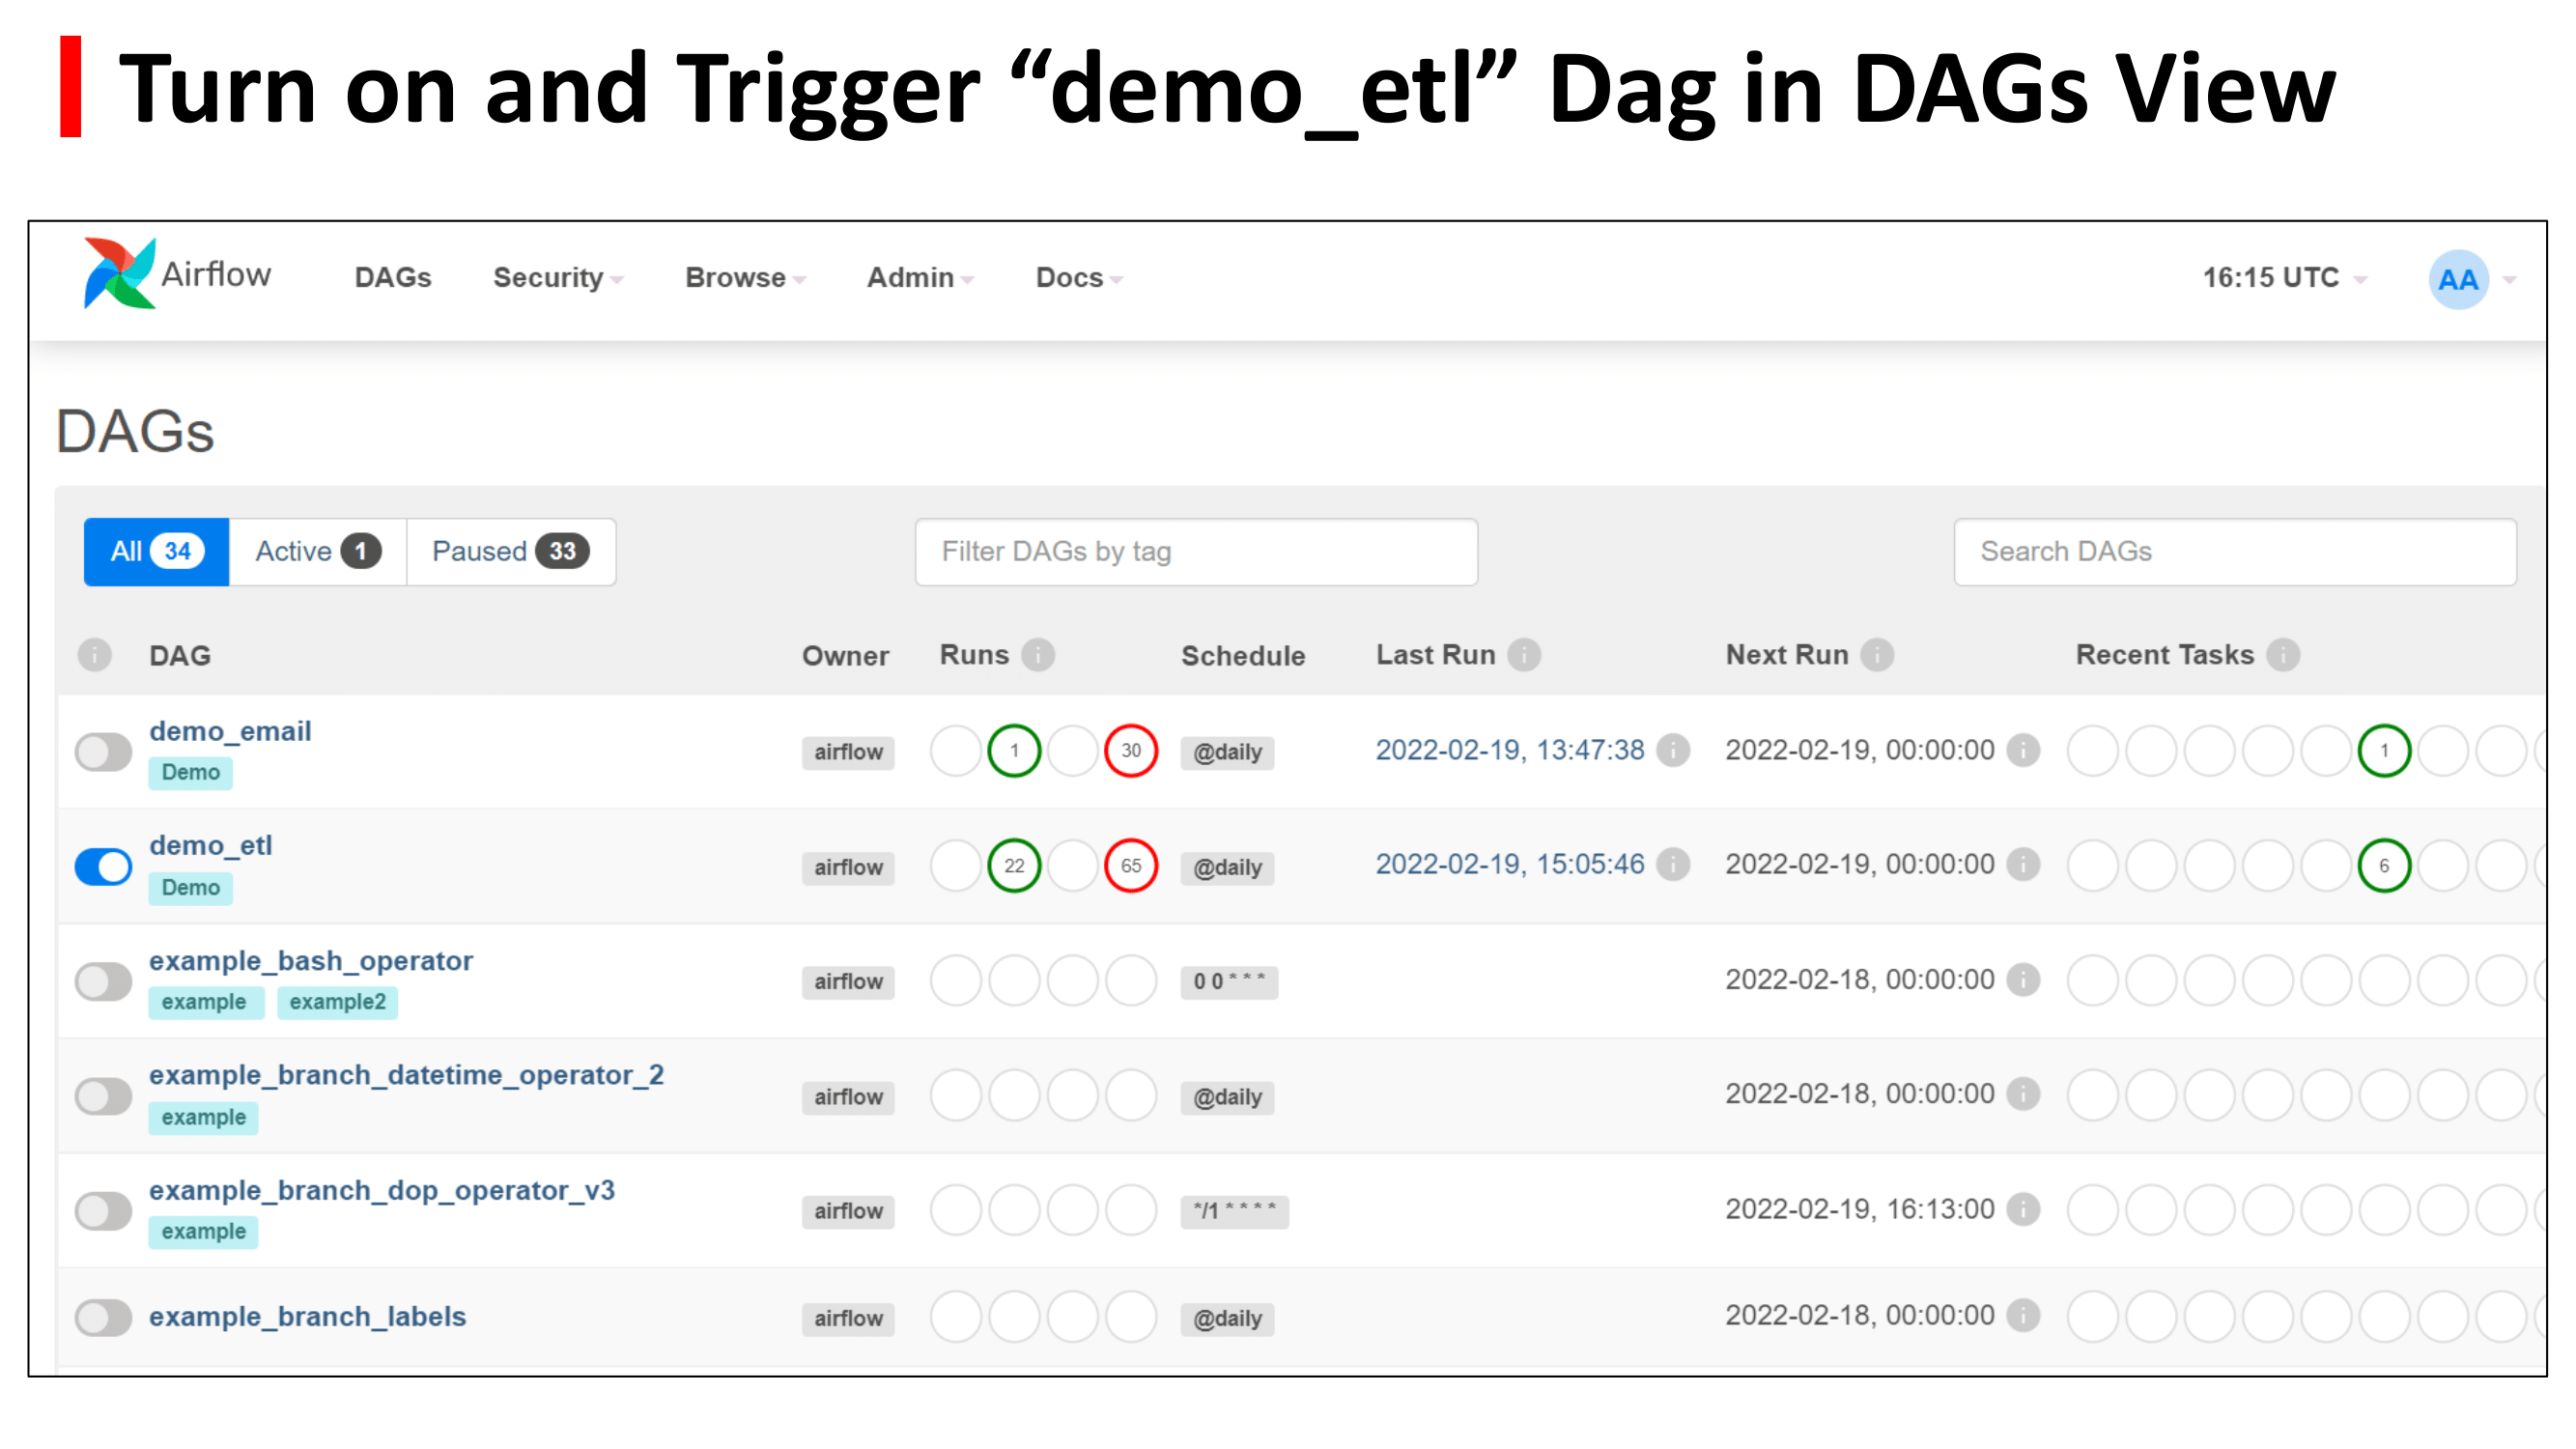 Turn on and Trigger “demo_etl” Dag in DAGs View
Airflow DAGs Security Browse Admin Docs 16:15 UTC AA
DAGs
All 34 Active 1 Paused 33 Filter DAGs by tag Search DAGs
i DAG Owner Runs i Schedule Last Run i Next Run i Recent Tasks i
demo_email airflow 1 30 @daily 2022-02-19, 13:47:38 i 2022-02-19, 00:00:00 i 1
Demo
demo_etl airflow 22 65 @daily 2022-02-19, 15:05:46 i 2022-02-19, 00:00:00 i 6
Demo
example_bash_operator airflow 0 0 * * * 2022-02-18, 00:00:00 i
example example2
example_branch_datetime_operator_2 airflow @daily 2022-02-18, 00:00:00 i
example
example_branch_dop_operator_v3 airflow */1 * * * * 2022-02-19, 16:13:00 i
example
example_branch_labels airflow @daily 2022-02-18, 00:00:00 i